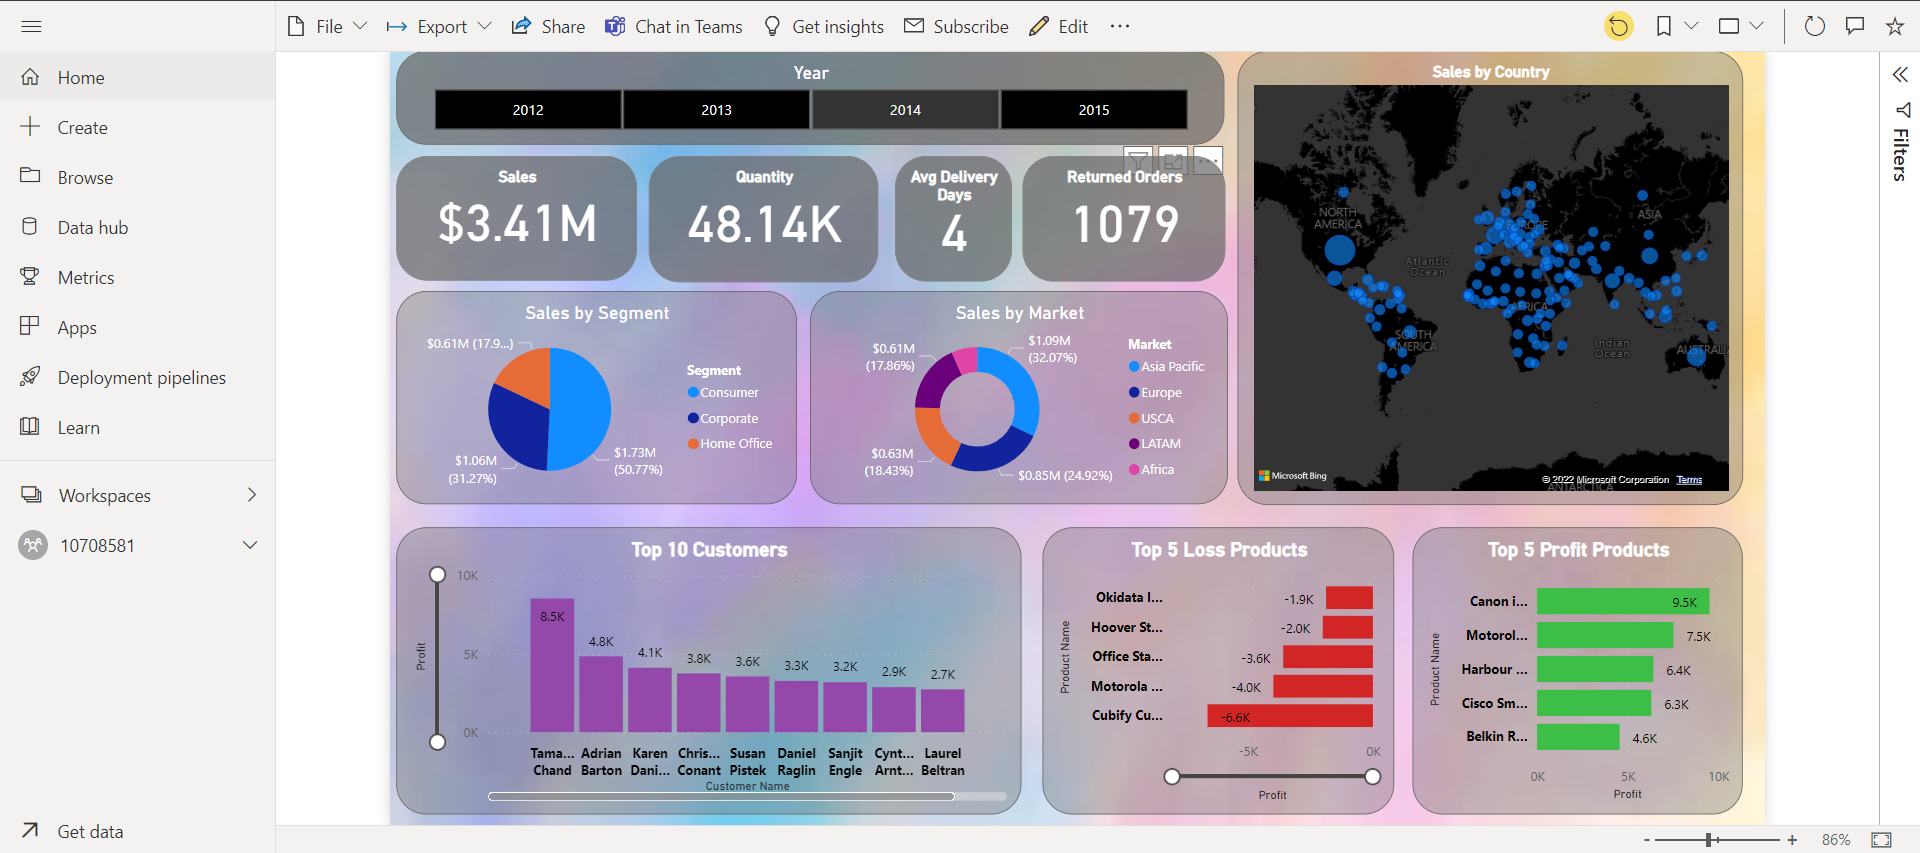 File
Export
Share
Chat in Teams
Get insights
Subscribe
Edit
Home
Create
Browse
Data hub
Metrics
Apps
Deployment pipelines
Learn
Workspaces
10708581
Get data
Year
2012
2013
2014
2015
Sales
$3.41M
Quantity
48.14K
Avg Delivery
Days
4
Returned Orders
1079
Sales by Country
NORTH
AMERICA
EUROPE
ASIA
Atlantic
Ocean
AFRICA
SOUTH
AMERICA
Indian
Ocean
AUSTRALI
Microsoft Bing
© 2022 Microsoft Corporation Terms
ANTARCTICA
Filters
Sales by Segment
$0.61M (17.9...)
$1.06M
(31.27%)
$1.73M
(50.77%)
Segment
Consumer
Corporate
Home Office
Sales by Market
$0.61M
(17.86%)
$1.09M
(32.07%)
$0.63M
(18.43%)
$0.85M (24.92%)
Market
Asia Pacific
Europe
USCA
LATAM
Africa
Top 10 Customers
Profit
10K
5K
0K
8.5K
4.8K
4.1K
3.8K
3.6K
3.3K
3.2K
2.9K
2.7K
Tama... Chand
Adrian Barton
Karen Dani...
Chris... Conant
Susan Pistek
Daniel Raglin
Sanjit Engle
Cynt... Arnt...
Laurel Beltran
Customer Name
Top 5 Loss Products
Product Name
Okidata I... -1.9K
Hoover St... -2.0K
Office Sta... -3.6K
Motorola ... -4.0K
Cubify Cu... -6.6K
-5K 0K
Profit
Top 5 Profit Products
Product Name
Canon i... 9.5K
Motorol... 7.5K
Harbour ... 6.4K
Cisco Sm... 6.3K
Belkin R... 4.6K
0K 5K 10K
Profit
- + 86%